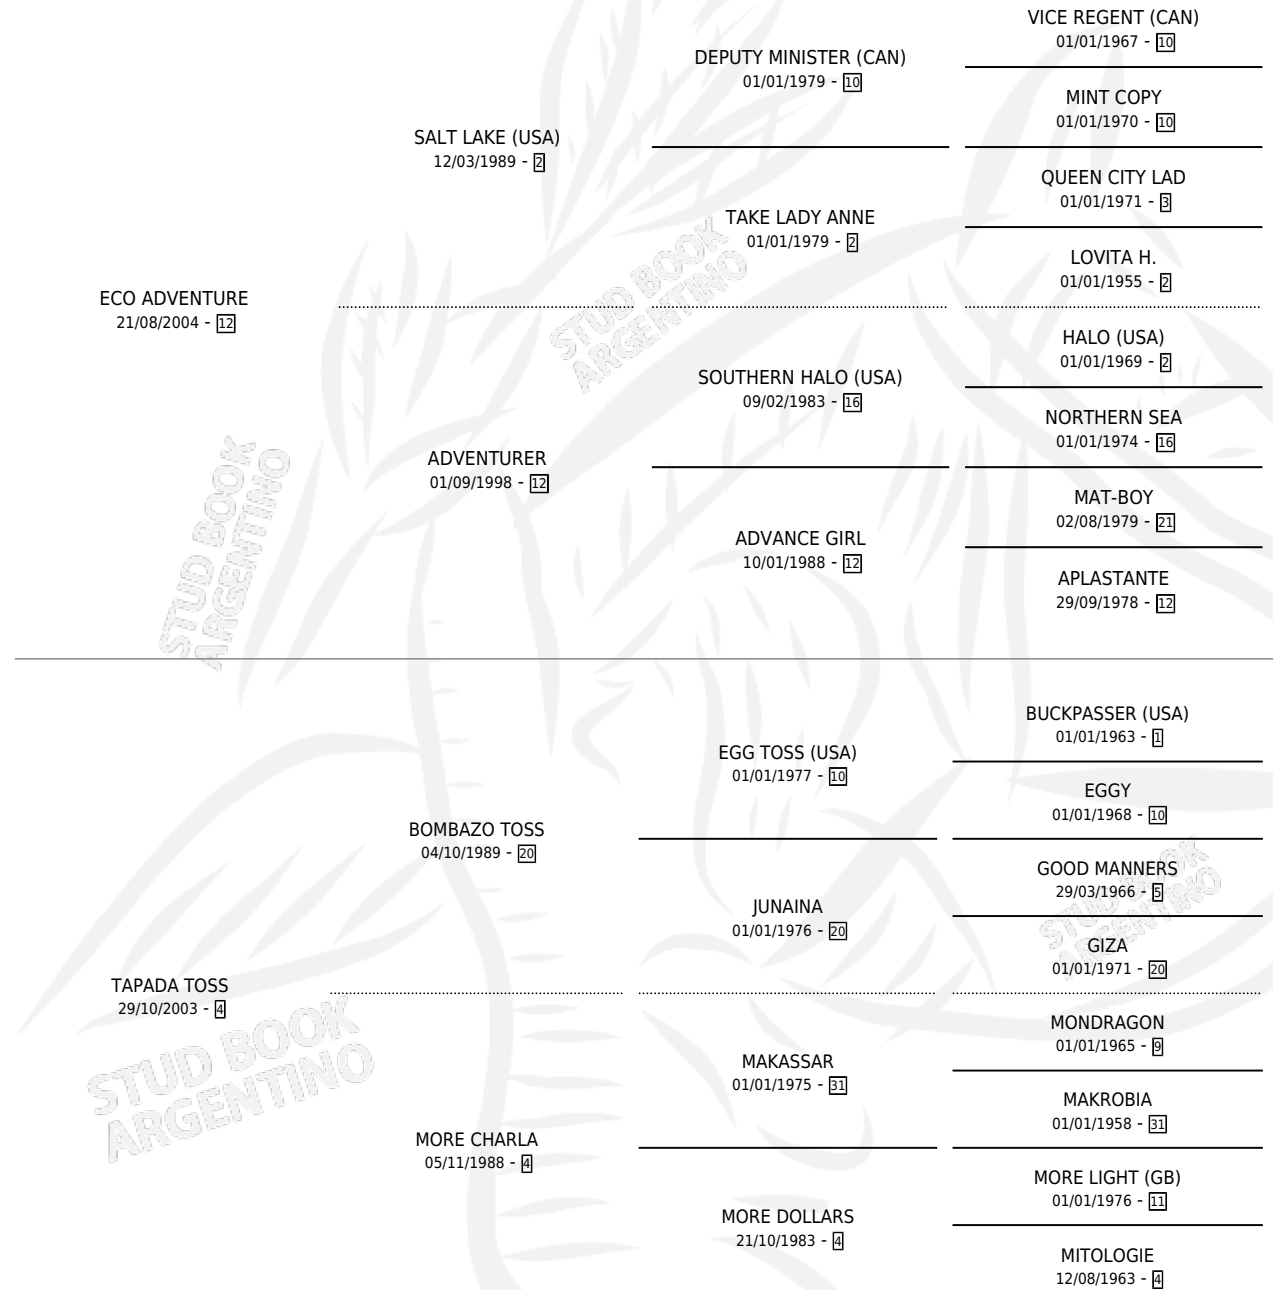 VICE REGENT (CAN)
01/01/1967 - 10
DEPUTY MINISTER (CAN)
01/01/1979 - 10
MINT COPY
01/01/1970 - 10
SALT LAKE (USA)
12/03/1989 - 2
QUEEN CITY LAD
01/01/1971 - 3
TAKE LADY ANNE
01/01/1979 - 2
LOVITA H.
01/01/1955 - 2
ECO ADVENTURE
21/08/2004 - 12
STUD BOOK
ARGENTINO
HALO (USA)
01/01/1969 - 2
SOUTHERN HALO (USA)
09/02/1983 - 16
NORTHERN SEA
01/01/1974 - 16
ADVENTURER
01/09/1998 - 12
MAT-BOY
02/08/1979 - 21
ADVANCE GIRL
10/01/1988 - 12
APLASTANTE
29/09/1978 - 12
STUD BOOK
ARGENTINO
BUCKPASSER (USA)
01/01/1963 - 1
EGG TOSS (USA)
01/01/1977 - 10
EGGY
01/01/1968 - 10
BOMBAZO TOSS
04/10/1989 - 20
GOOD MANNERS
29/03/1966 - 5
JUNAINA
01/01/1976 - 20
GIZA
01/01/1971 - 20
STUD BOOK
ARGENTINO
TAPADA TOSS
29/10/2003 - 4
MONDRAGON
01/01/1965 - 9
MAKASSAR
01/01/1975 - 31
MAKROBIA
01/01/1958 - 31
STUD BOOK
ARGENTINO
MORE CHARLA
05/11/1988 - 4
MORE LIGHT (GB)
01/01/1976 - 11
MORE DOLLARS
21/10/1983 - 4
MITOLOGIE
12/08/1963 - 4